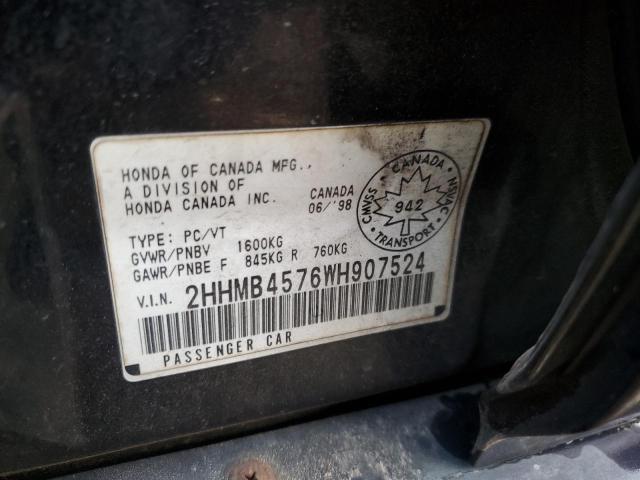 HONDA OF CANADA MFG.,
A DIVISION OF
HONDA CANADA INC.
CANADA
06/'98
CANADA
CMVSS
942
NSVAC
TRANSPORT
TYPE: PC/VT
GVWR/PNBV 1600KG
GAWR/PNBE F 845KG R 760KG
V.I.N. 2HHMB4576WH907524
PASSENGER CAR